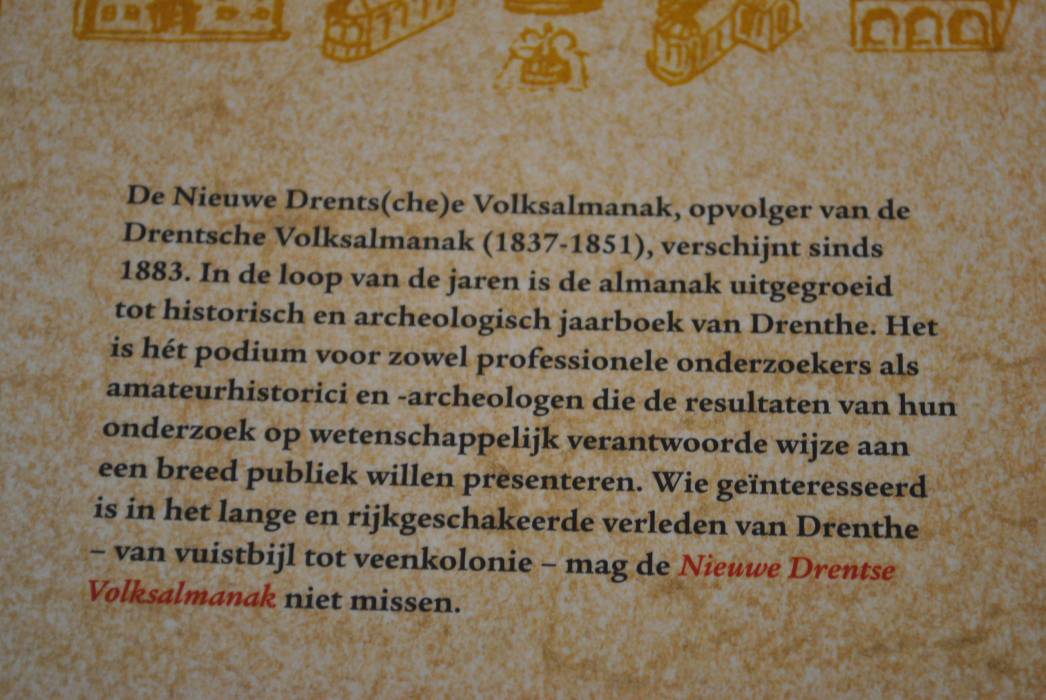 De Nieuwe Drents(che)e Volksalmanak, opvolger van de
Drentsche Volksalmanak (1837-1851), verschijnt sinds
1883. In de loop van de jaren is de almanak uitgegroeid
tot historisch en archeologisch jaarboek van Drenthe. Het
is hét podium voor zowel professionele onderzoekers als
amateurhistorici en -archeologen die de resultaten van hun
onderzoek op wetenschappelijk verantwoorde wijze aan
een breed publiek willen presenteren. Wie geïnteresseerd
is in het lange en rijkgeschakeerde verleden van Drenthe
– van vuistbijl tot veenkolonie – mag de Nieuwe Drentse
Volksalmanak niet missen.